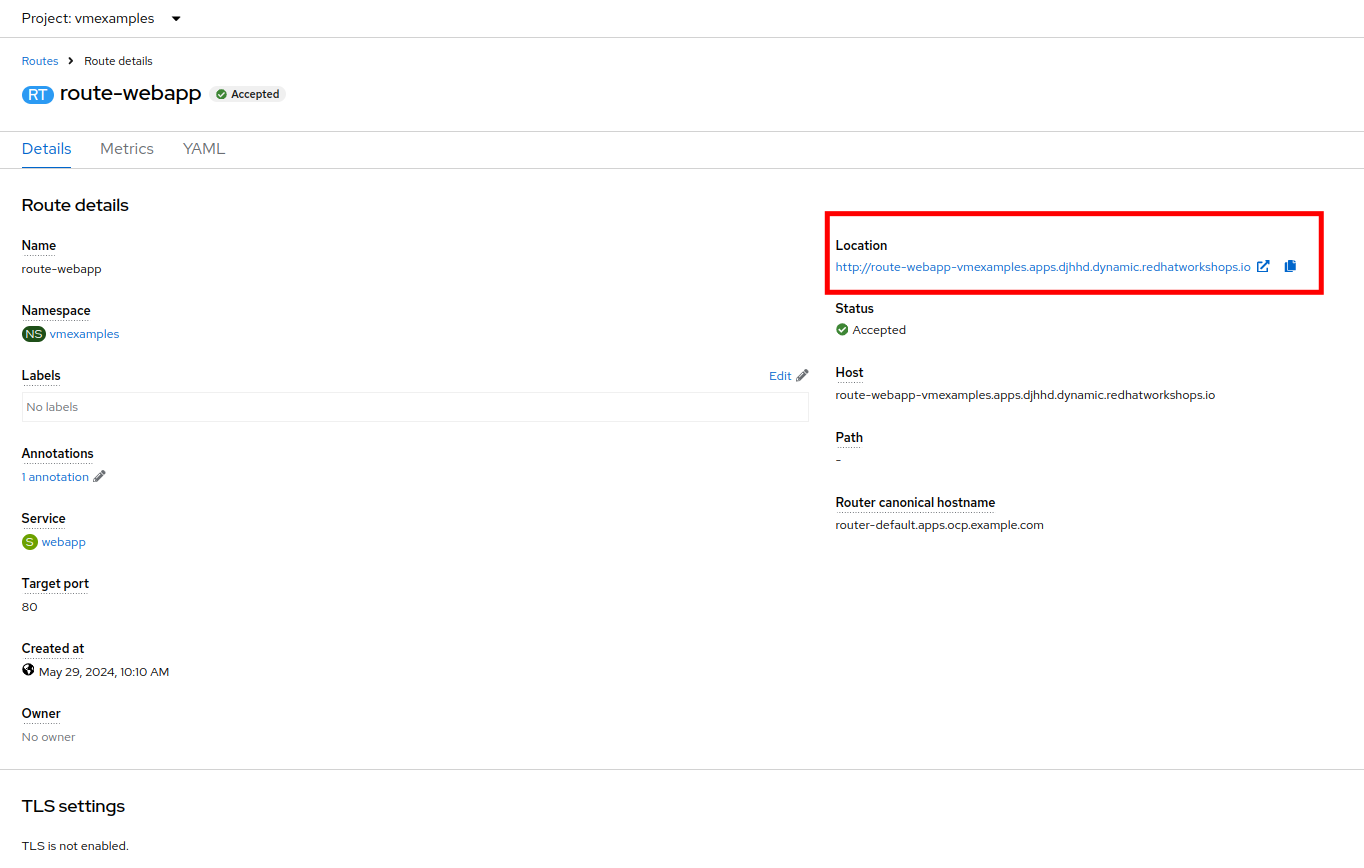 Project: vmexamples
Routes > Route details
RT route-webapp Accepted
Details Metrics YAML
Route details
Name
route-webapp
Namespace
NS vmexamples
Labels
Edit
No labels
Annotations
1 annotation
Service
S webapp
Target port
80
Created at
May 29, 2024, 10:10 AM
Owner
No owner
Location
http://route-webapp-vmexamples.apps.djhhd.dynamic.redhatworkshops.io
Status
Accepted
Host
route-webapp-vmexamples.apps.djhhd.dynamic.redhatworkshops.io
Path
-
Router canonical hostname
router-default.apps.ocp.example.com
TLS settings
TLS is not enabled.